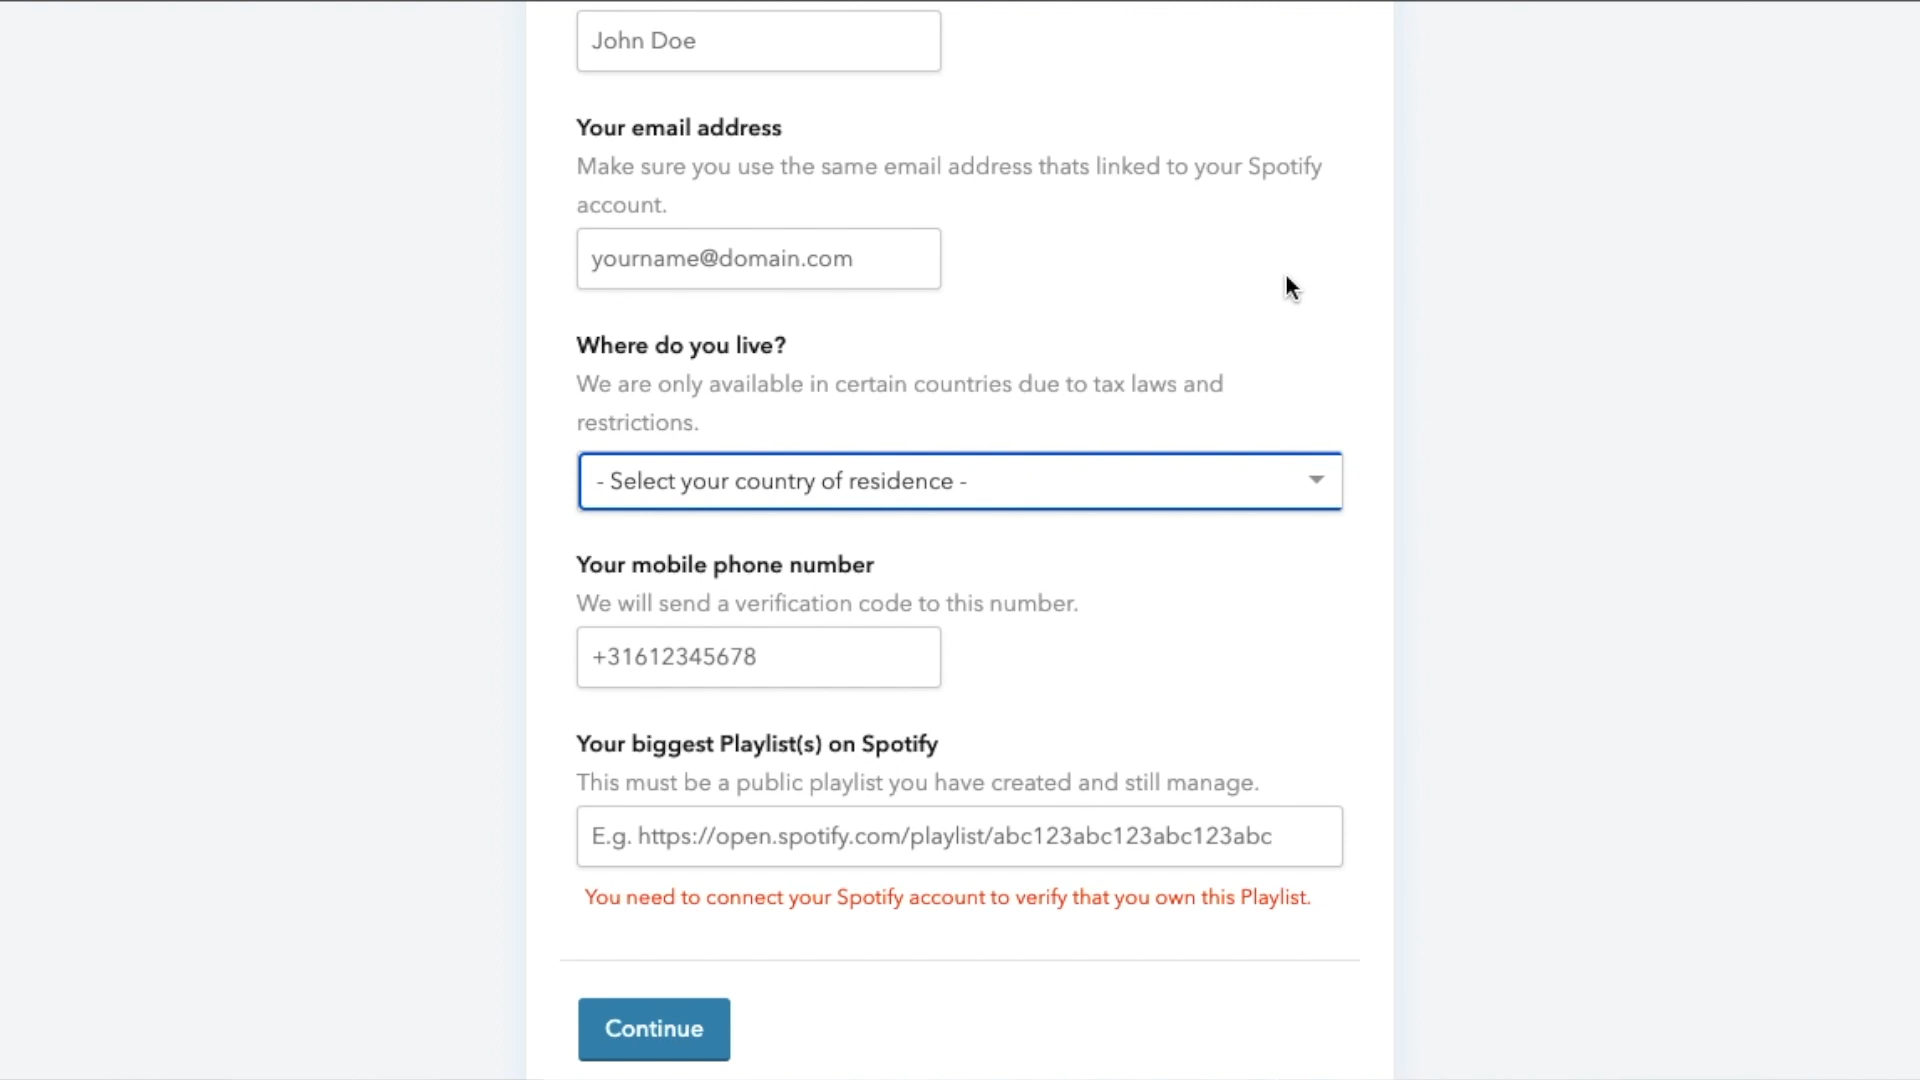 John Doe
Your email address
Make sure you use the same email address thats linked to your Spotify
account.
yourname@domain.com
Where do you live?
We are only available in certain countries due to tax laws and
restrictions.
- Select your country of residence -
Your mobile phone number
We will send a verification code to this number.
+31612345678
Your biggest Playlist(s) on Spotify
This must be a public playlist you have created and still manage.
E.g. https://open.spotify.com/playlist/abc123abc123abc123abc
You need to connect your Spotify account to verify that you own this Playlist.
Continue